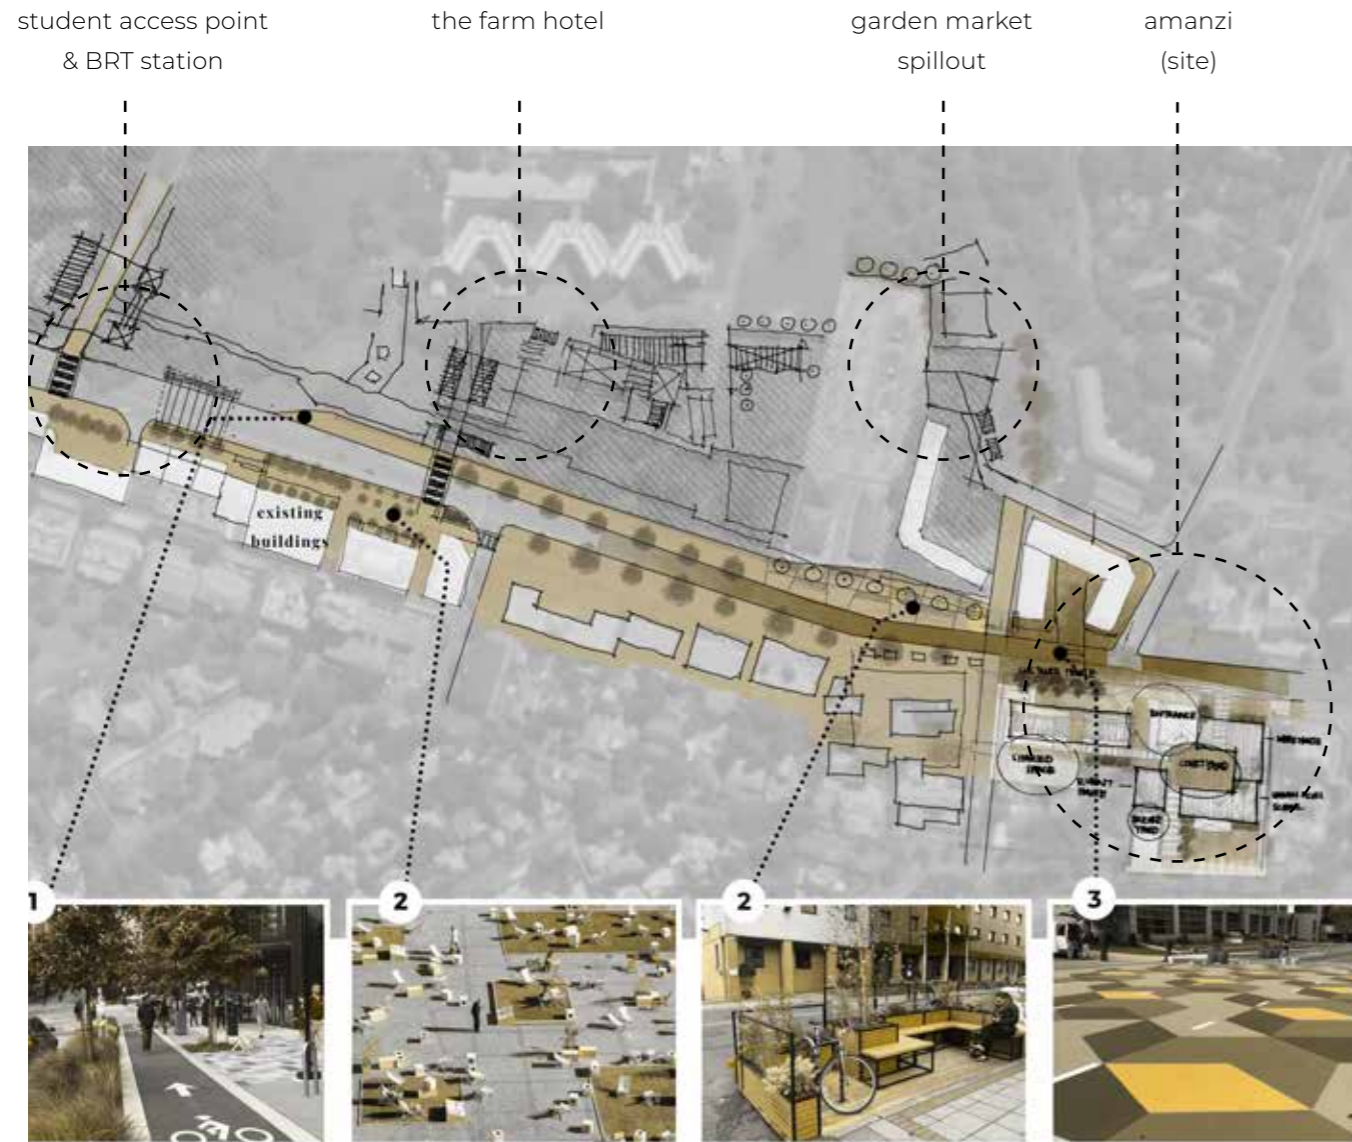 student access point
& BRT station
the farm hotel
garden market
spillout
amanzi
(site)
existing
buildings
ENTRANCE
COURTYARD
1
2
2
3